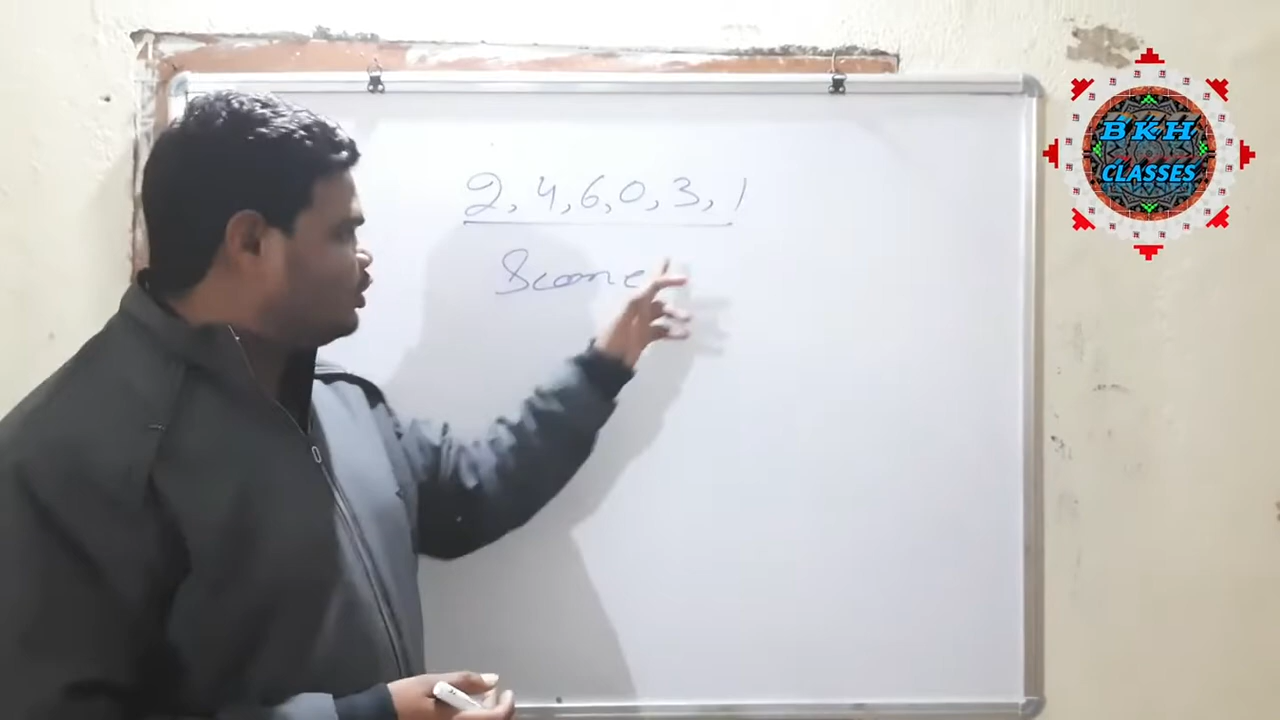 2, 4, 6, 0, 3, 1
Score
BKH
CLASSES